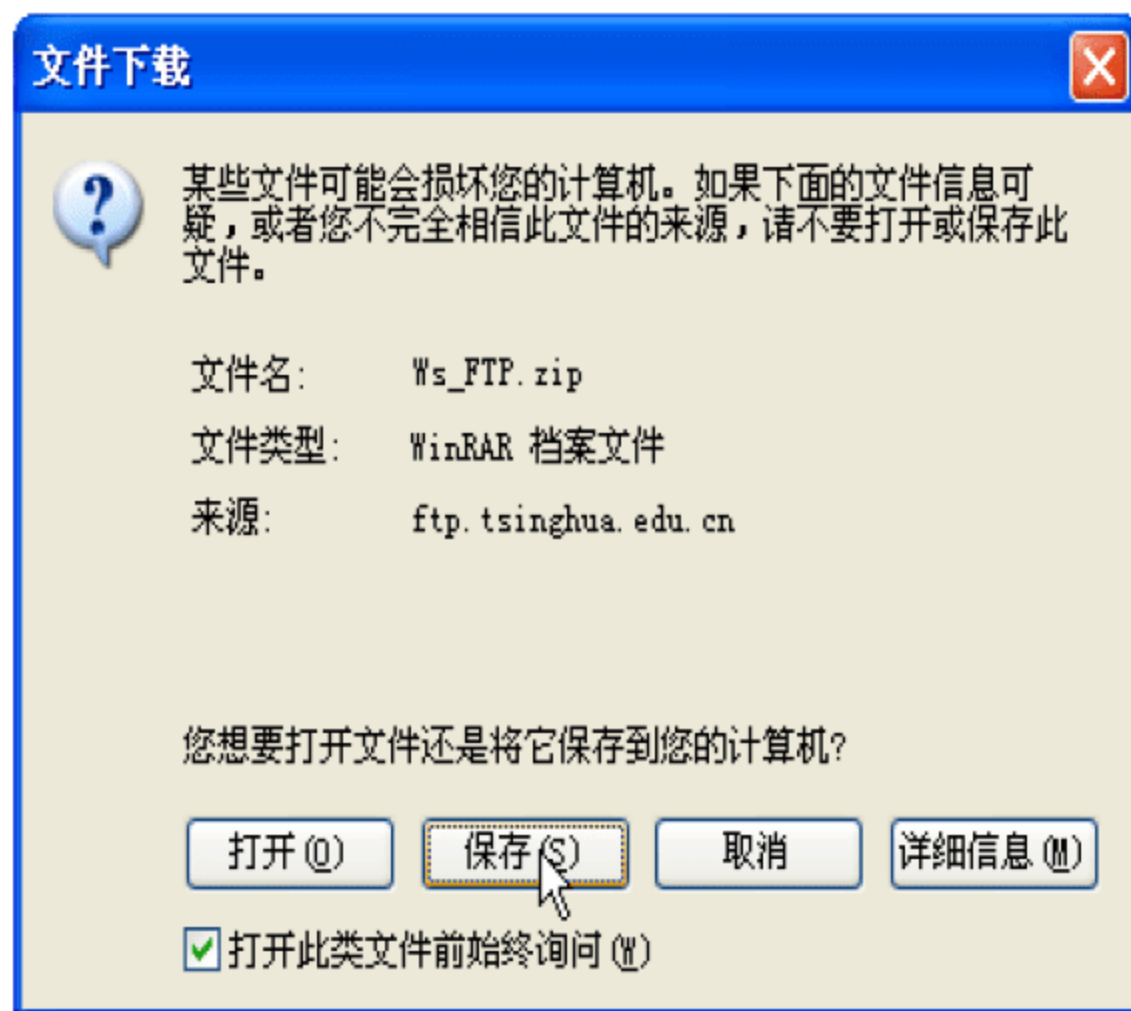 文件下载
某些文件可能会损坏您的计算机。如果下面的文件信息可
疑，或者您不完全相信此文件的来源，请不要打开或保存此
文件。
文件名: Ws_FTP.zip
文件类型: WinRAR 档案文件
来源: ftp.tsinghua.edu.cn
您想要打开文件还是将它保存到您的计算机?
打开(O) 保存(S) 取消 详细信息(M)
打开此类文件前始终询问(W)